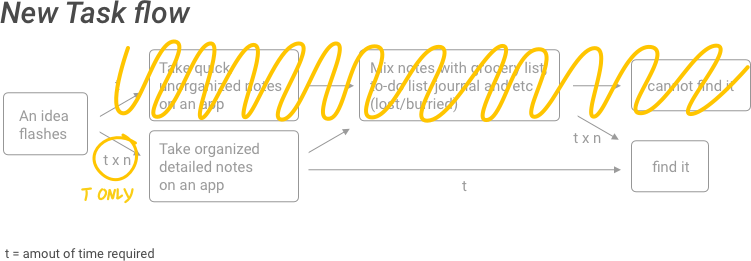 New Task flow
t
Take quick
unorganized notes
on an app
Mix notes with grocery list,
to-do list/journal and etc
(lost/burried)
cannot find it
An idea
flashes
t x n
T ONLY
Take organized
detailed notes
on an app
t x n
find it
t
t = amout of time required